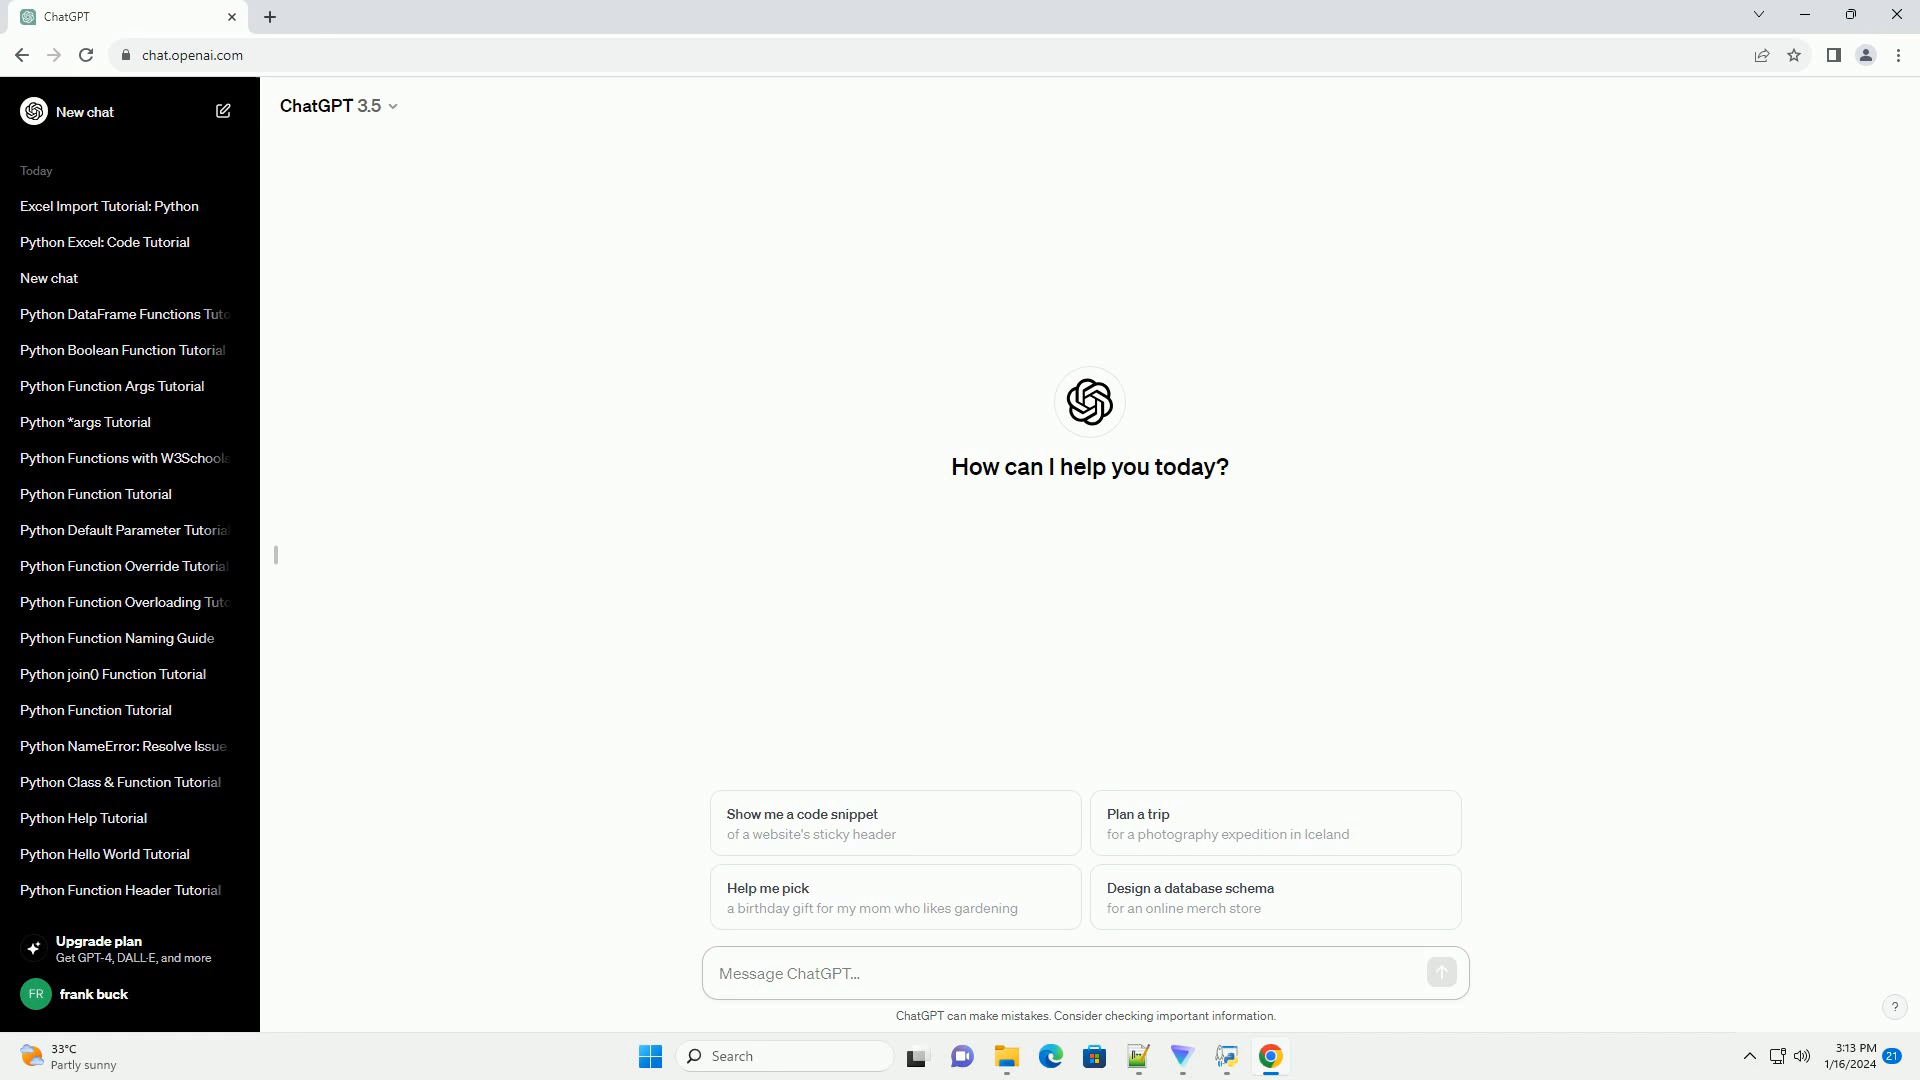 ChatGPT
chat.openai.com
New chat
ChatGPT 3.5
Today
Excel Import Tutorial: Python
Python Excel: Code Tutorial
New chat
Python DataFrame Functions Tuto
Python Boolean Function Tutorial
Python Function Args Tutorial
Python *args Tutorial
Python Functions with W3Schools
Python Function Tutorial
Python Default Parameter Tutorial
Python Function Override Tutorial
Python Function Overloading Tuto
Python Function Naming Guide
Python join() Function Tutorial
Python Function Tutorial
Python NameError: Resolve Issue
Python Class & Function Tutorial
Python Help Tutorial
Python Hello World Tutorial
Python Function Header Tutorial
Upgrade plan
Get GPT-4, DALL·E, and more
FR
frank buck
How can I help you today?
Show me a code snippet
of a website's sticky header
Plan a trip
for a photography expedition in Iceland
Help me pick
a birthday gift for my mom who likes gardening
Design a database schema
for an online merch store
Message ChatGPT...
ChatGPT can make mistakes. Consider checking important information.
?
33°C
Partly sunny
Search
3:13 PM
1/16/2024
21